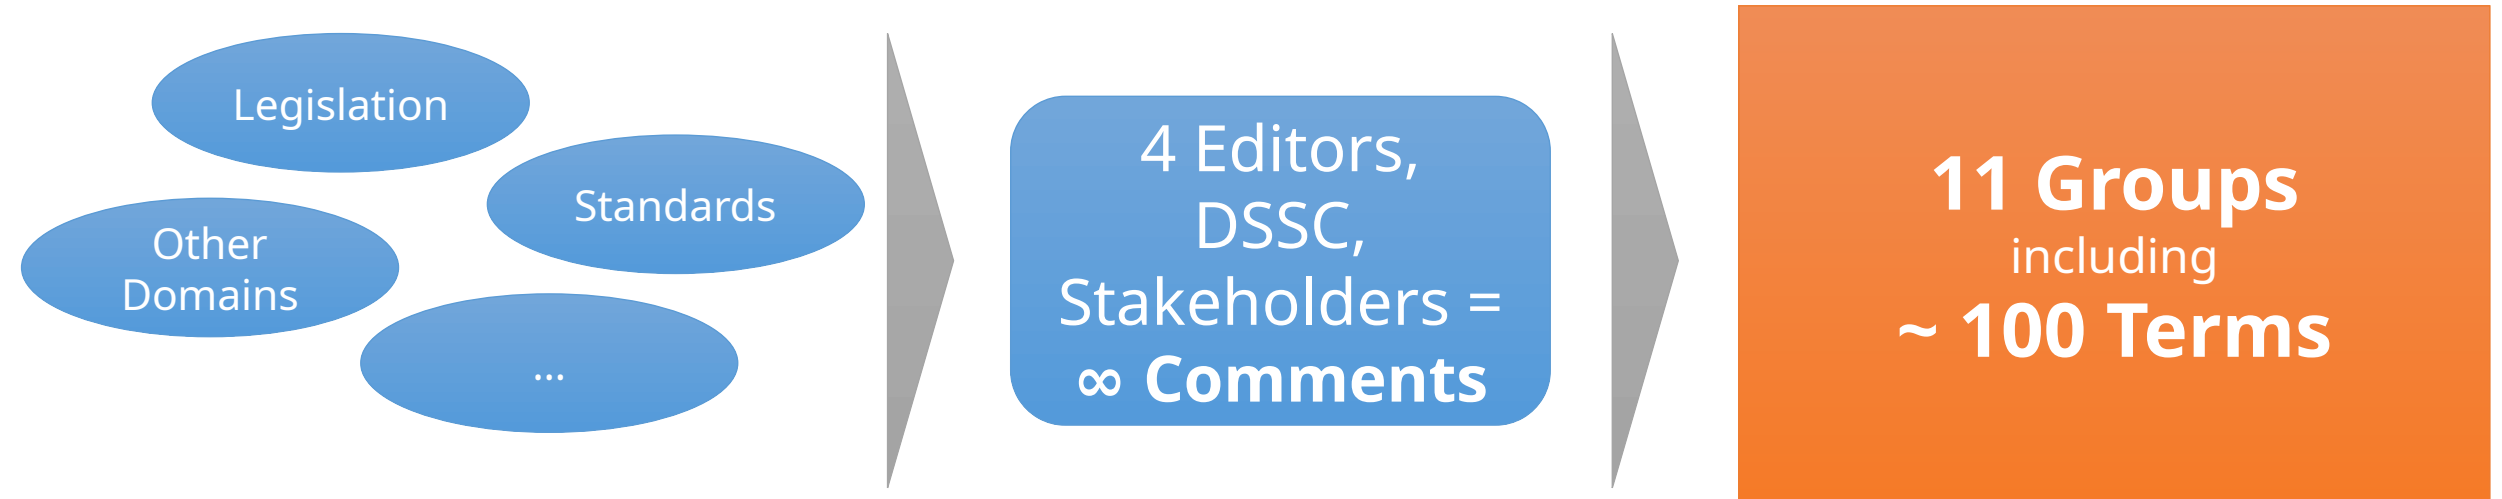 Legislation
Standards
Other
Domains
...
4 Editors,
DSSC,
Stakeholders =
∞ Comments
11 Groups
including
~ 100 Terms